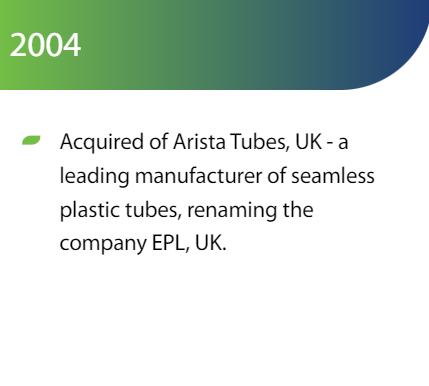 2004
Acquired of Arista Tubes, UK - a
leading manufacturer of seamless
plastic tubes, renaming the
company EPL, UK.